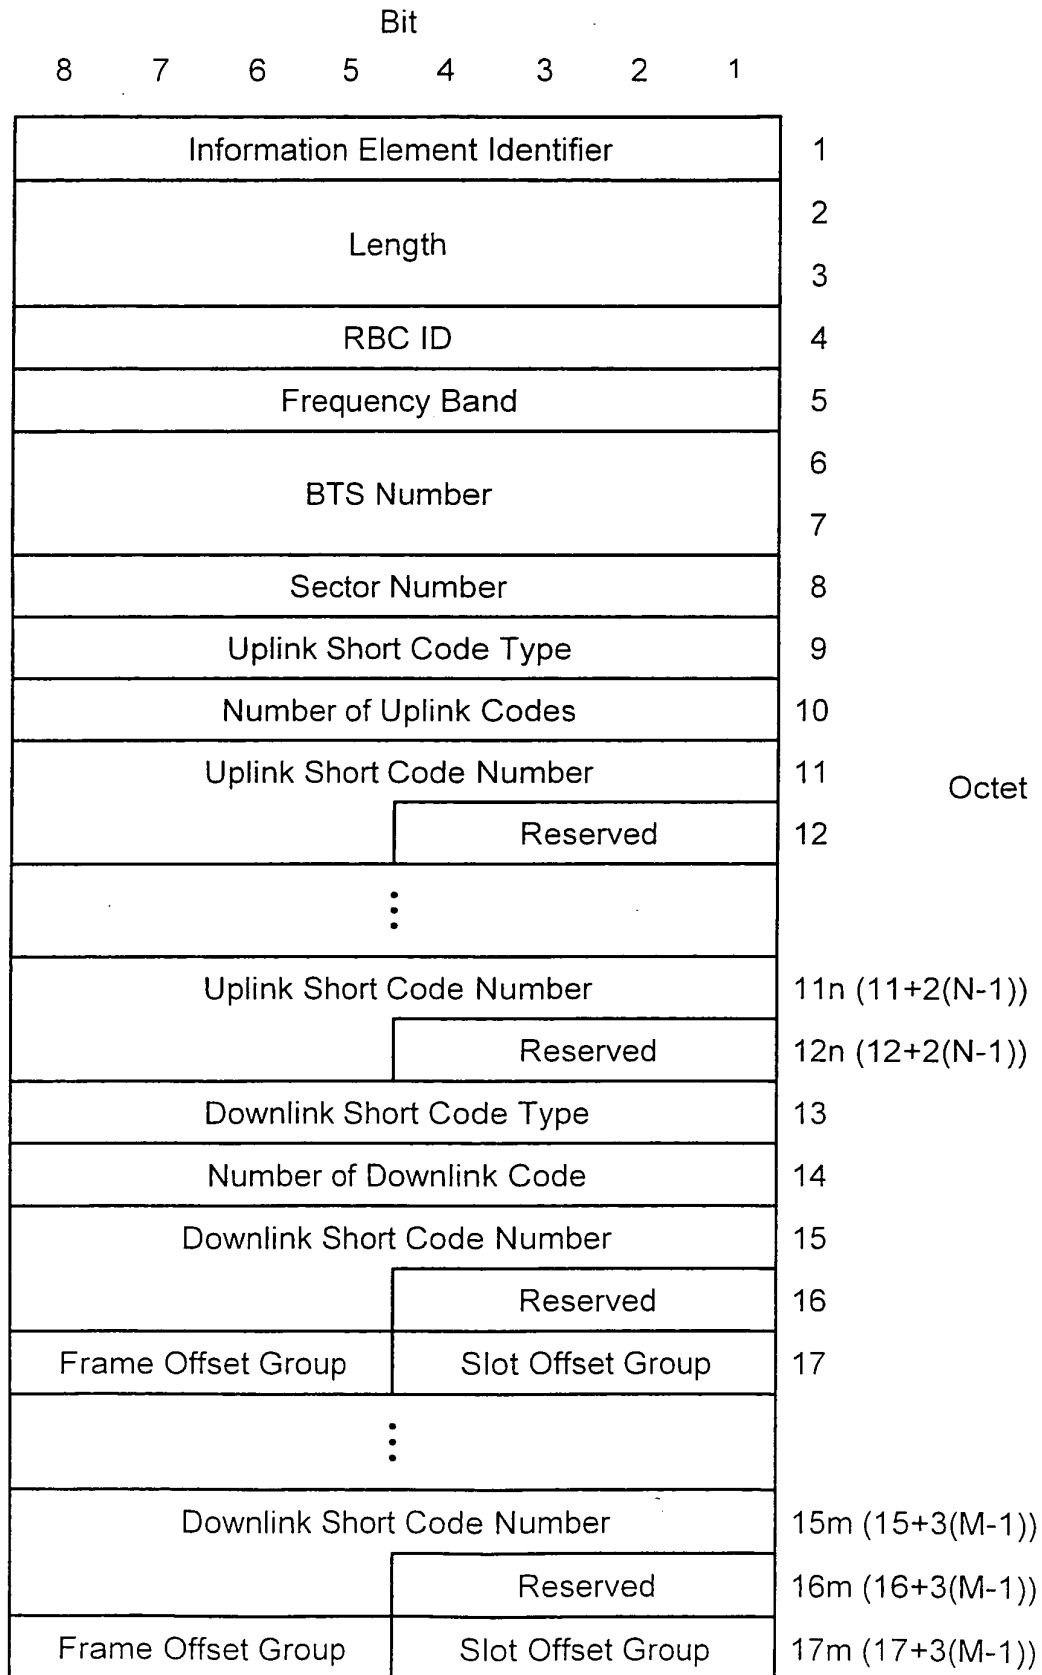 Bit
8 7 6 5 4 3 2 1
Information Element Identifier 1
2
Length
3
RBC ID 4
Frequency Band 5
6
BTS Number
7
Sector Number 8
Uplink Short Code Type 9
Number of Uplink Codes 10
Uplink Short Code Number 11
Octet
Reserved 12
Uplink Short Code Number 11n (11+2(N-1))
Reserved 12n (12+2(N-1))
Downlink Short Code Type 13
Number of Downlink Code 14
Downlink Short Code Number 15
Reserved 16
Frame Offset Group Slot Offset Group 17
Downlink Short Code Number 15m (15+3(M-1))
Reserved 16m (16+3(M-1))
Frame Offset Group Slot Offset Group 17m (17+3(M-1))